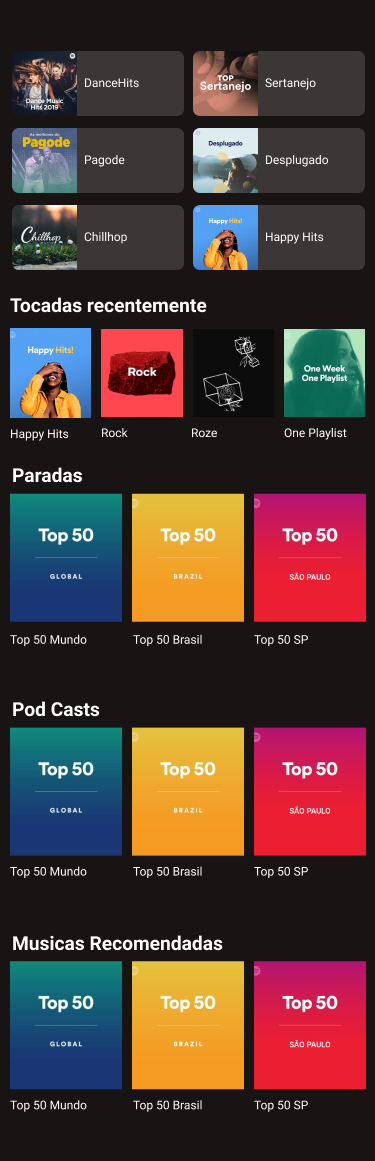 Dance Music
Hits 2019
DanceHits
TOP
Sertanejo
Sertanejo
As melhores do
Pagode
Pagode
Desplugado
Desplugado
Chillhop
Chillhop
Happy Hits!
Happy Hits
Tocadas recentemente
Happy Hits!
Rock
One Week
One Playlist
Happy Hits
Rock
Roze
One Playlist
Paradas
Top 50
GLOBAL
Top 50
BRAZIL
Top 50
SÃO PAULO
Top 50 Mundo
Top 50 Brasil
Top 50 SP
Pod Casts
Top 50
GLOBAL
Top 50
BRAZIL
Top 50
SÃO PAULO
Top 50 Mundo
Top 50 Brasil
Top 50 SP
Musicas Recomendadas
Top 50
GLOBAL
Top 50
BRAZIL
Top 50
SÃO PAULO
Top 50 Mundo
Top 50 Brasil
Top 50 SP